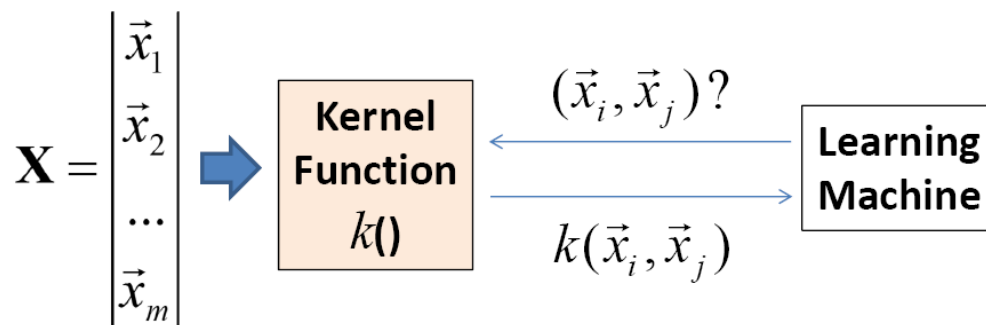 X = | x⃗₁ x⃗₂ ... x⃗ₘ |
Kernel
Function
k()
(x⃗ᵢ, x⃗ⱼ)?
k(x⃗ᵢ, x⃗ⱼ)
Learning
Machine